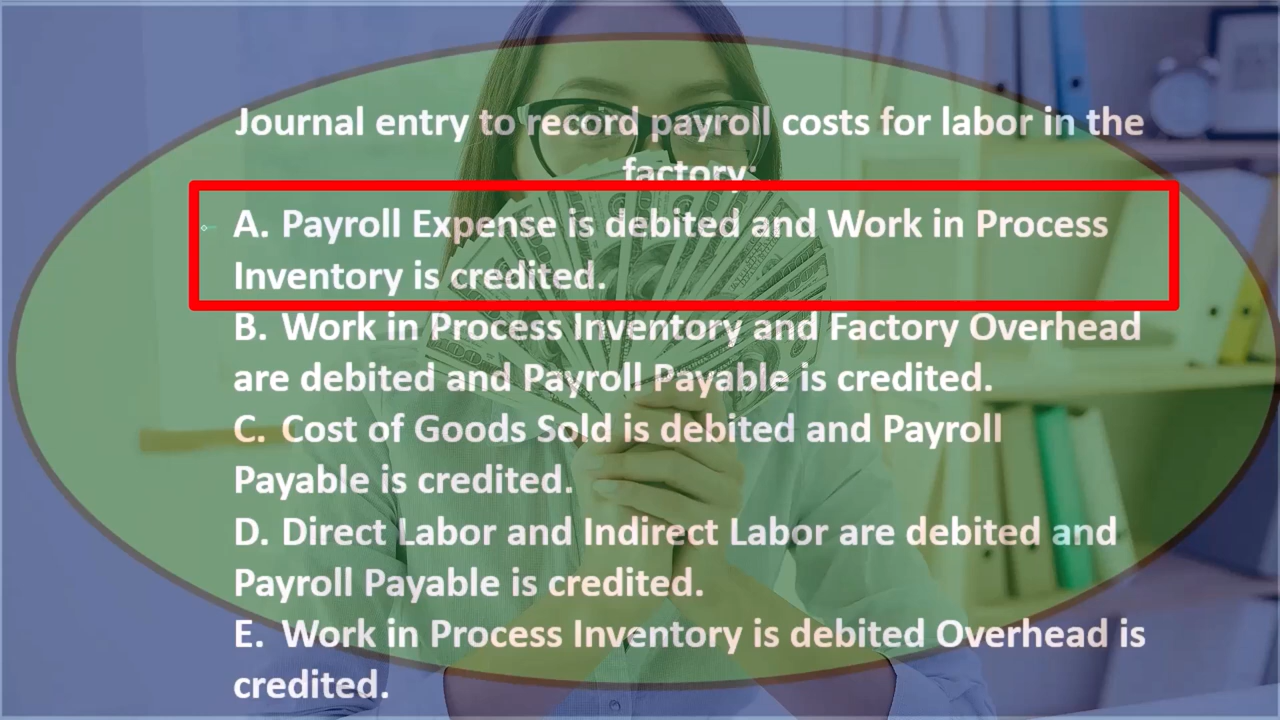 Journal entry to record payroll costs for labor in the
factory:
A. Payroll Expense is debited and Work in Process
Inventory is credited.
B. Work in Process Inventory and Factory Overhead
are debited and Payroll Payable is credited.
C. Cost of Goods Sold is debited and Payroll
Payable is credited.
D. Direct Labor and Indirect Labor are debited and
Payroll Payable is credited.
E. Work in Process Inventory is debited Overhead is
credited.